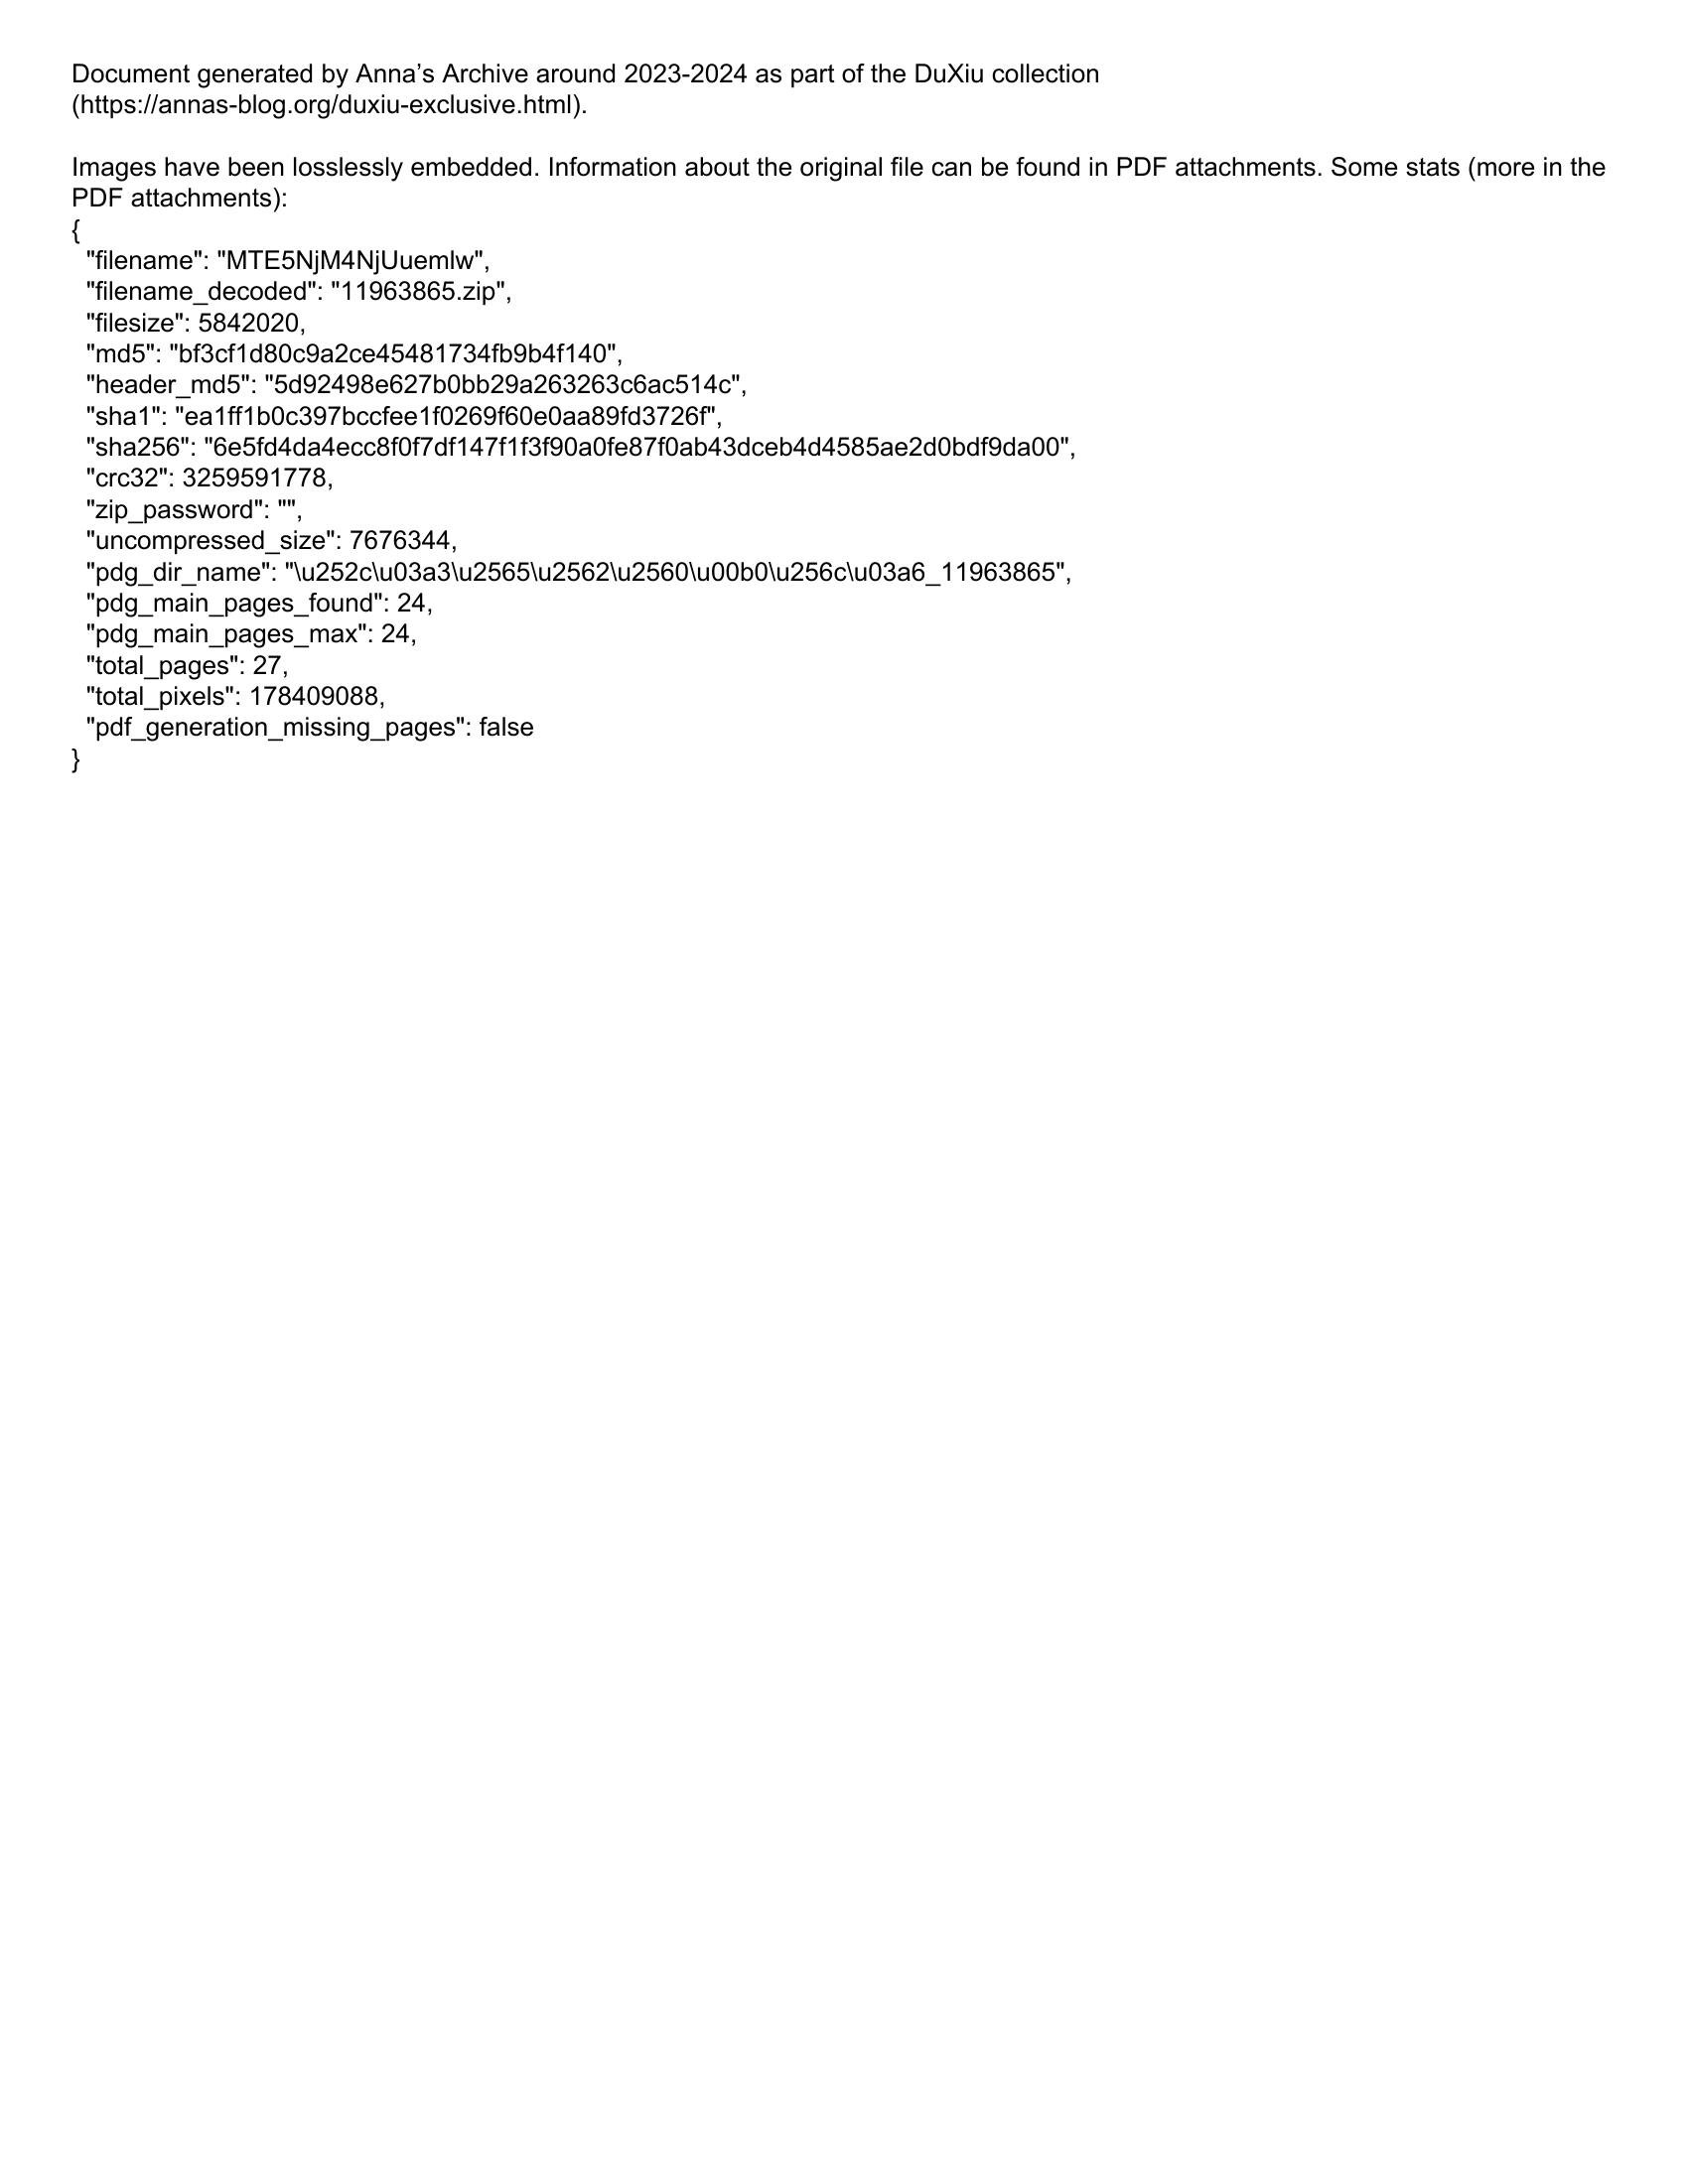 Document generated by Anna’s Archive around 2023-2024 as part of the DuXiu collection
(https://annas-blog.org/duxiu-exclusive.html).
Images have been losslessly embedded. Information about the original file can be found in PDF attachments. Some stats (more in the
PDF attachments):
{
"filename": "MTE5NjM4NjUuemlw",
"filename_decoded": "11963865.zip",
"filesize": 5842020,
"md5": "bf3cf1d80c9a2ce45481734fb9b4f140",
"header_md5": "5d92498e627b0bb29a263263c6ac514c",
"sha1": "ea1ff1b0c397bccfee1f0269f60e0aa89fd3726f",
"sha256": "6e5fd4da4ecc8f0f7df147f1f3f90a0fe87f0ab43dceb4d4585ae2d0bdf9da00",
"crc32": 3259591778,
"zip_password": "",
"uncompressed_size": 7676344,
"pdg_dir_name": "\u252c\u03a3\u2565\u2562\u2560\u00b0\u256c\u03a6_11963865",
"pdg_main_pages_found": 24,
"pdg_main_pages_max": 24,
"total_pages": 27,
"total_pixels": 178409088,
"pdf_generation_missing_pages": false
}